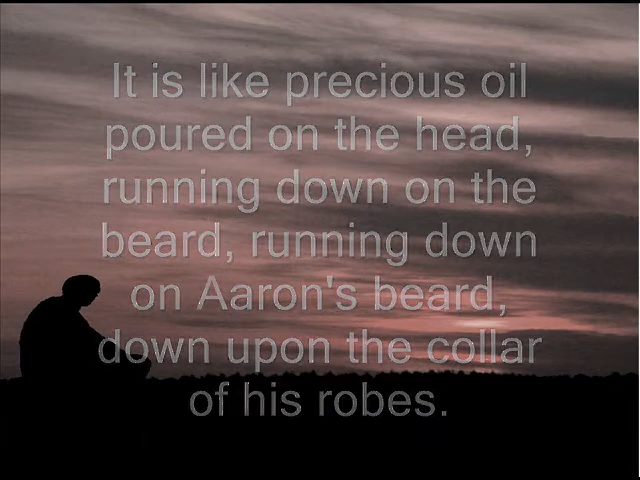 It is like precious oil
poured on the head,
running down on the
beard, running down
on Aaron's beard,
down upon the collar
of his robes.